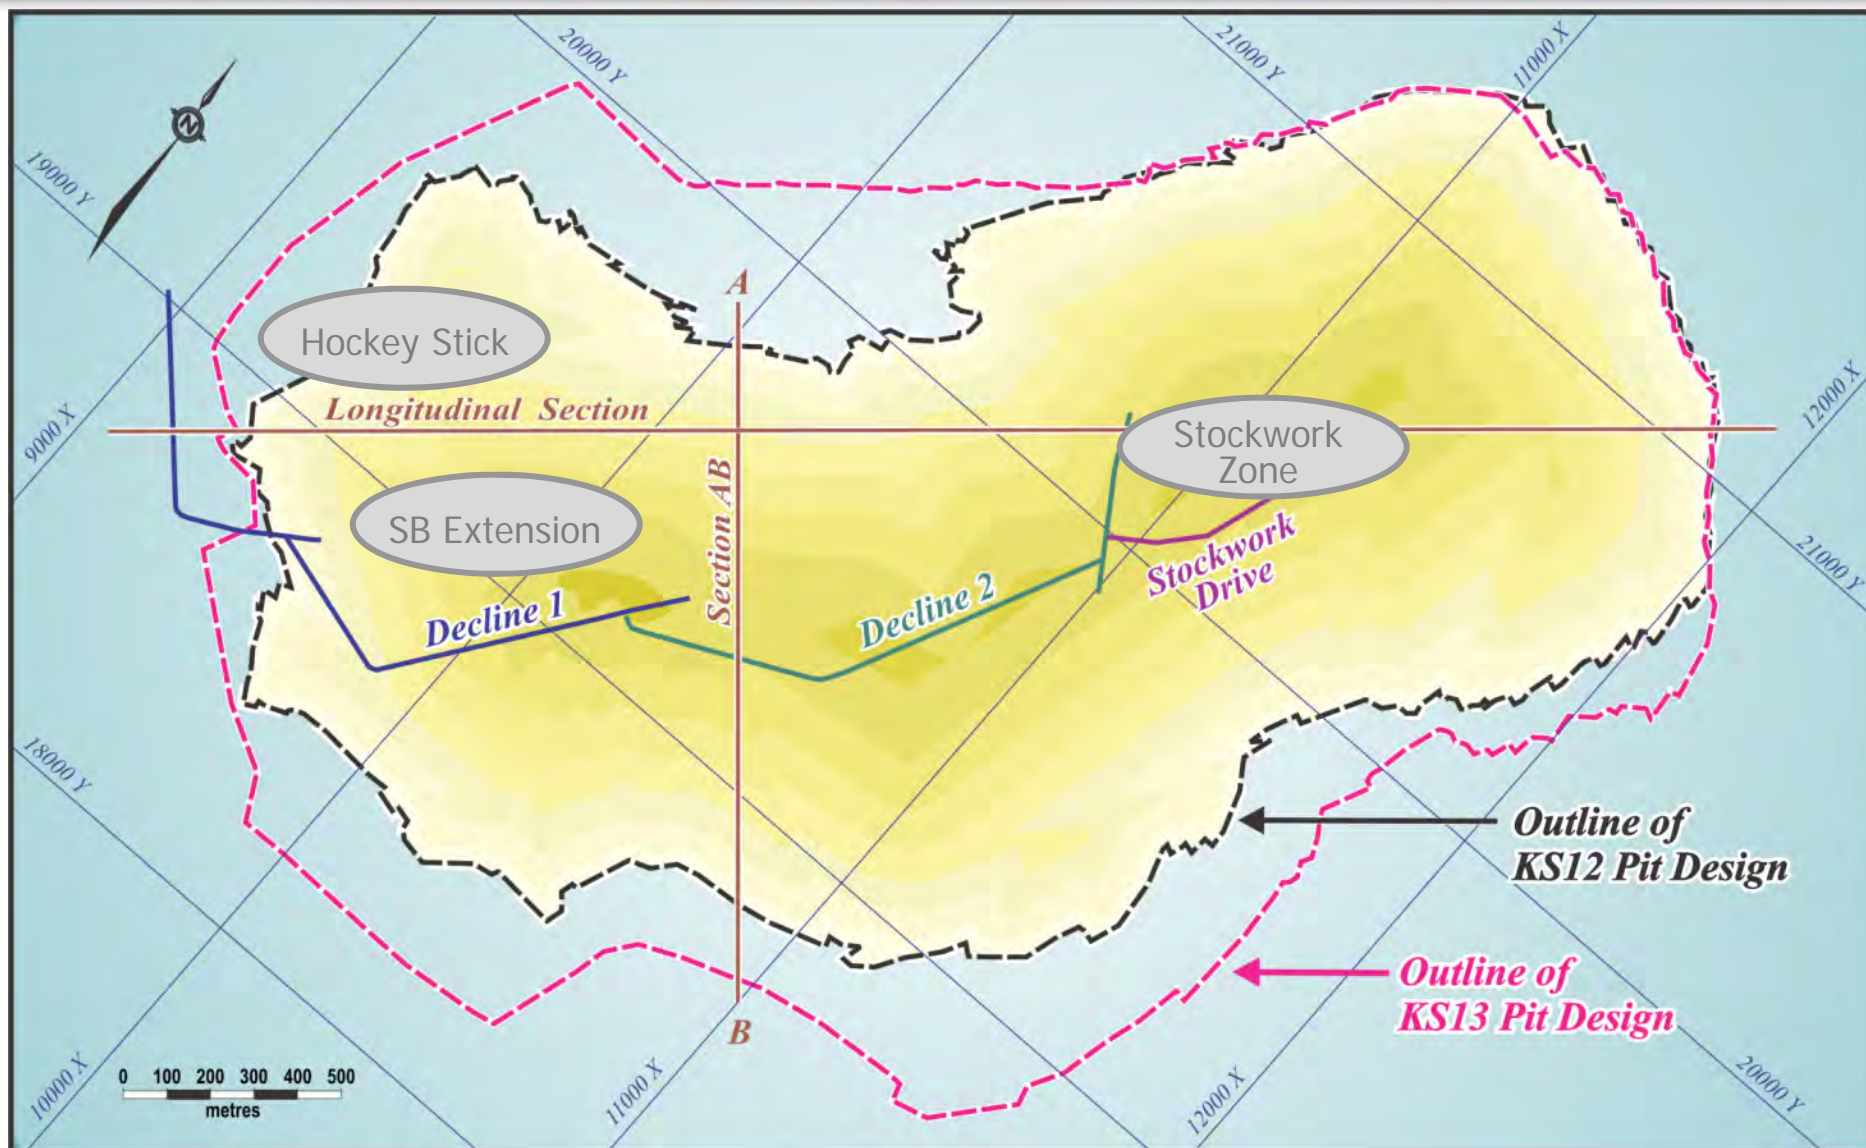 20000 Y
21000 Y
11000 X
N
19000 Y
A
Hockey Stick
Longitudinal Section
12000 X
9000 X
Stockwork
Zone
SB Extension
Section AB
Stockwork
Drive
21000 Y
Decline 1
Decline 2
18000 Y
Outline of
KS12 Pit Design
Outline of
KS13 Pit Design
B
10000 X
11000 X
12000 X
20000 Y
0 100 200 300 400 500
metres